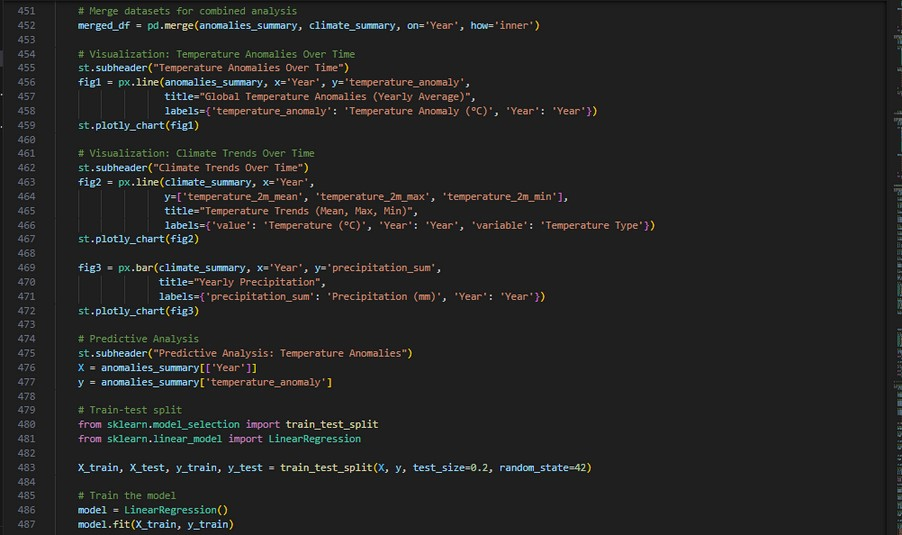 451 # Merge datasets for combined analysis
452 merged_df = pd.merge(anomalies_summary, climate_summary, on='Year', how='inner')
453
454 # Visualization: Temperature Anomalies Over Time
455 st.subheader("Temperature Anomalies Over Time")
456 fig1 = px.line(anomalies_summary, x='Year', y='temperature_anomaly',
457 title="Global Temperature Anomalies (Yearly Average)",
458 labels={'temperature_anomaly': 'Temperature Anomaly (°C)', 'Year': 'Year'})
459 st.plotly_chart(fig1)
460
461 # Visualization: Climate Trends Over Time
462 st.subheader("Climate Trends Over Time")
463 fig2 = px.line(climate_summary, x='Year',
464 y=['temperature_2m_mean', 'temperature_2m_max', 'temperature_2m_min'],
465 title="Temperature Trends (Mean, Max, Min)",
466 labels={'value': 'Temperature (°C)', 'Year': 'Year', 'variable': 'Temperature Type'})
467 st.plotly_chart(fig2)
468
469 fig3 = px.bar(climate_summary, x='Year', y='precipitation_sum',
470 title="Yearly Precipitation",
471 labels={'precipitation_sum': 'Precipitation (mm)', 'Year': 'Year'})
472 st.plotly_chart(fig3)
473
474 # Predictive Analysis
475 st.subheader("Predictive Analysis: Temperature Anomalies")
476 X = anomalies_summary[['Year']]
477 y = anomalies_summary['temperature_anomaly']
478
479 # Train-test split
480 from sklearn.model_selection import train_test_split
481 from sklearn.linear_model import LinearRegression
482
483 X_train, X_test, y_train, y_test = train_test_split(X, y, test_size=0.2, random_state=42)
484
485 # Train the model
486 model = LinearRegression()
487 model.fit(X_train, y_train)